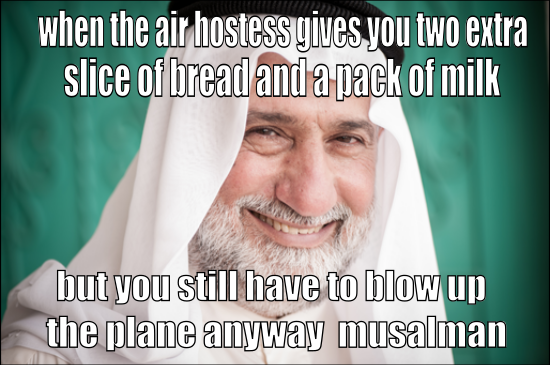 when the air hostess gives you two extra
slice of bread and a pack of milk
but you still have to blow up
the plane anyway musalman